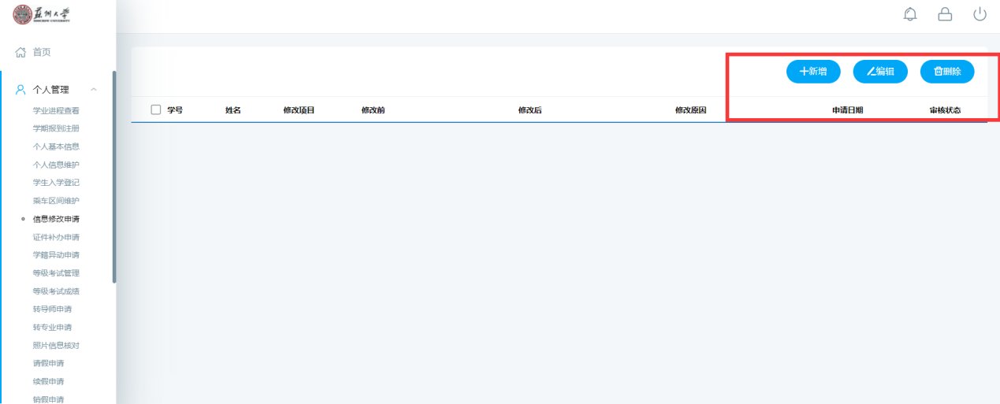 蘇州大学
SOOCHOW UNIVERSITY
首页
个人管理
学业进程查看
学期报到注册
个人基本信息
个人信息维护
学生入学登记
乘车区间维护
信息修改申请
证件补办申请
学籍异动申请
等级考试管理
等级考试成绩
转导师申请
转专业申请
照片信息核对
请假申请
续假申请
销假申请
新增 编辑 删除
学号 姓名 修改项目 修改前 修改后 修改原因 申请日期 审核状态